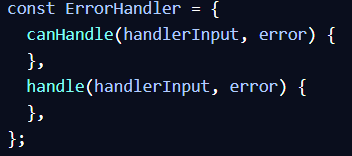 const ErrorHandler = {
  canHandle(handlerInput, error) {
  },
  handle(handlerInput, error) {
  },
};